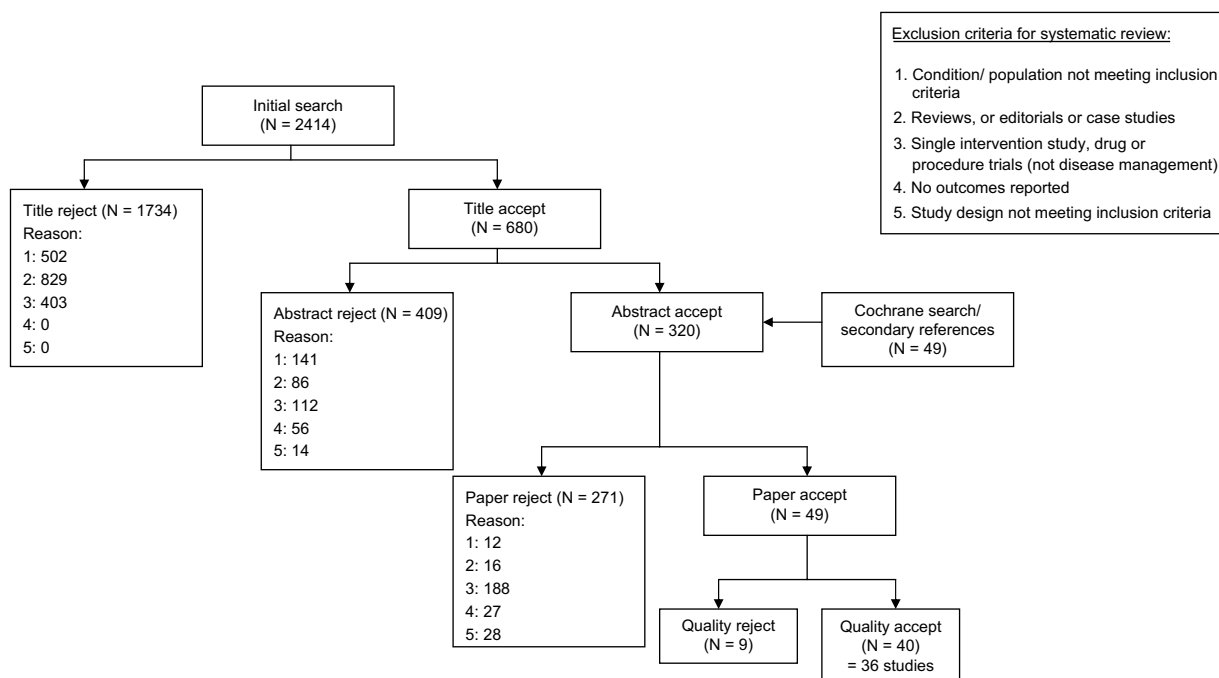 Exclusion criteria for systematic review:
1. Condition/ population not meeting inclusion
criteria
2. Reviews, or editorials or case studies
3. Single intervention study, drug or
procedure trials (not disease management)
4. No outcomes reported
5. Study design not meeting inclusion criteria
Initial search
(N = 2414)
Title reject (N = 1734)
Reason:
1: 502
2: 829
3: 403
4: 0
5: 0
Title accept
(N = 680)
Abstract reject (N = 409)
Reason:
1: 141
2: 86
3: 112
4: 56
5: 14
Abstract accept
(N = 320)
Cochrane search/
secondary references
(N = 49)
Paper reject (N = 271)
Reason:
1: 12
2: 16
3: 188
4: 27
5: 28
Paper accept
(N = 49)
Quality reject
(N = 9)
Quality accept
(N = 40)
= 36 studies